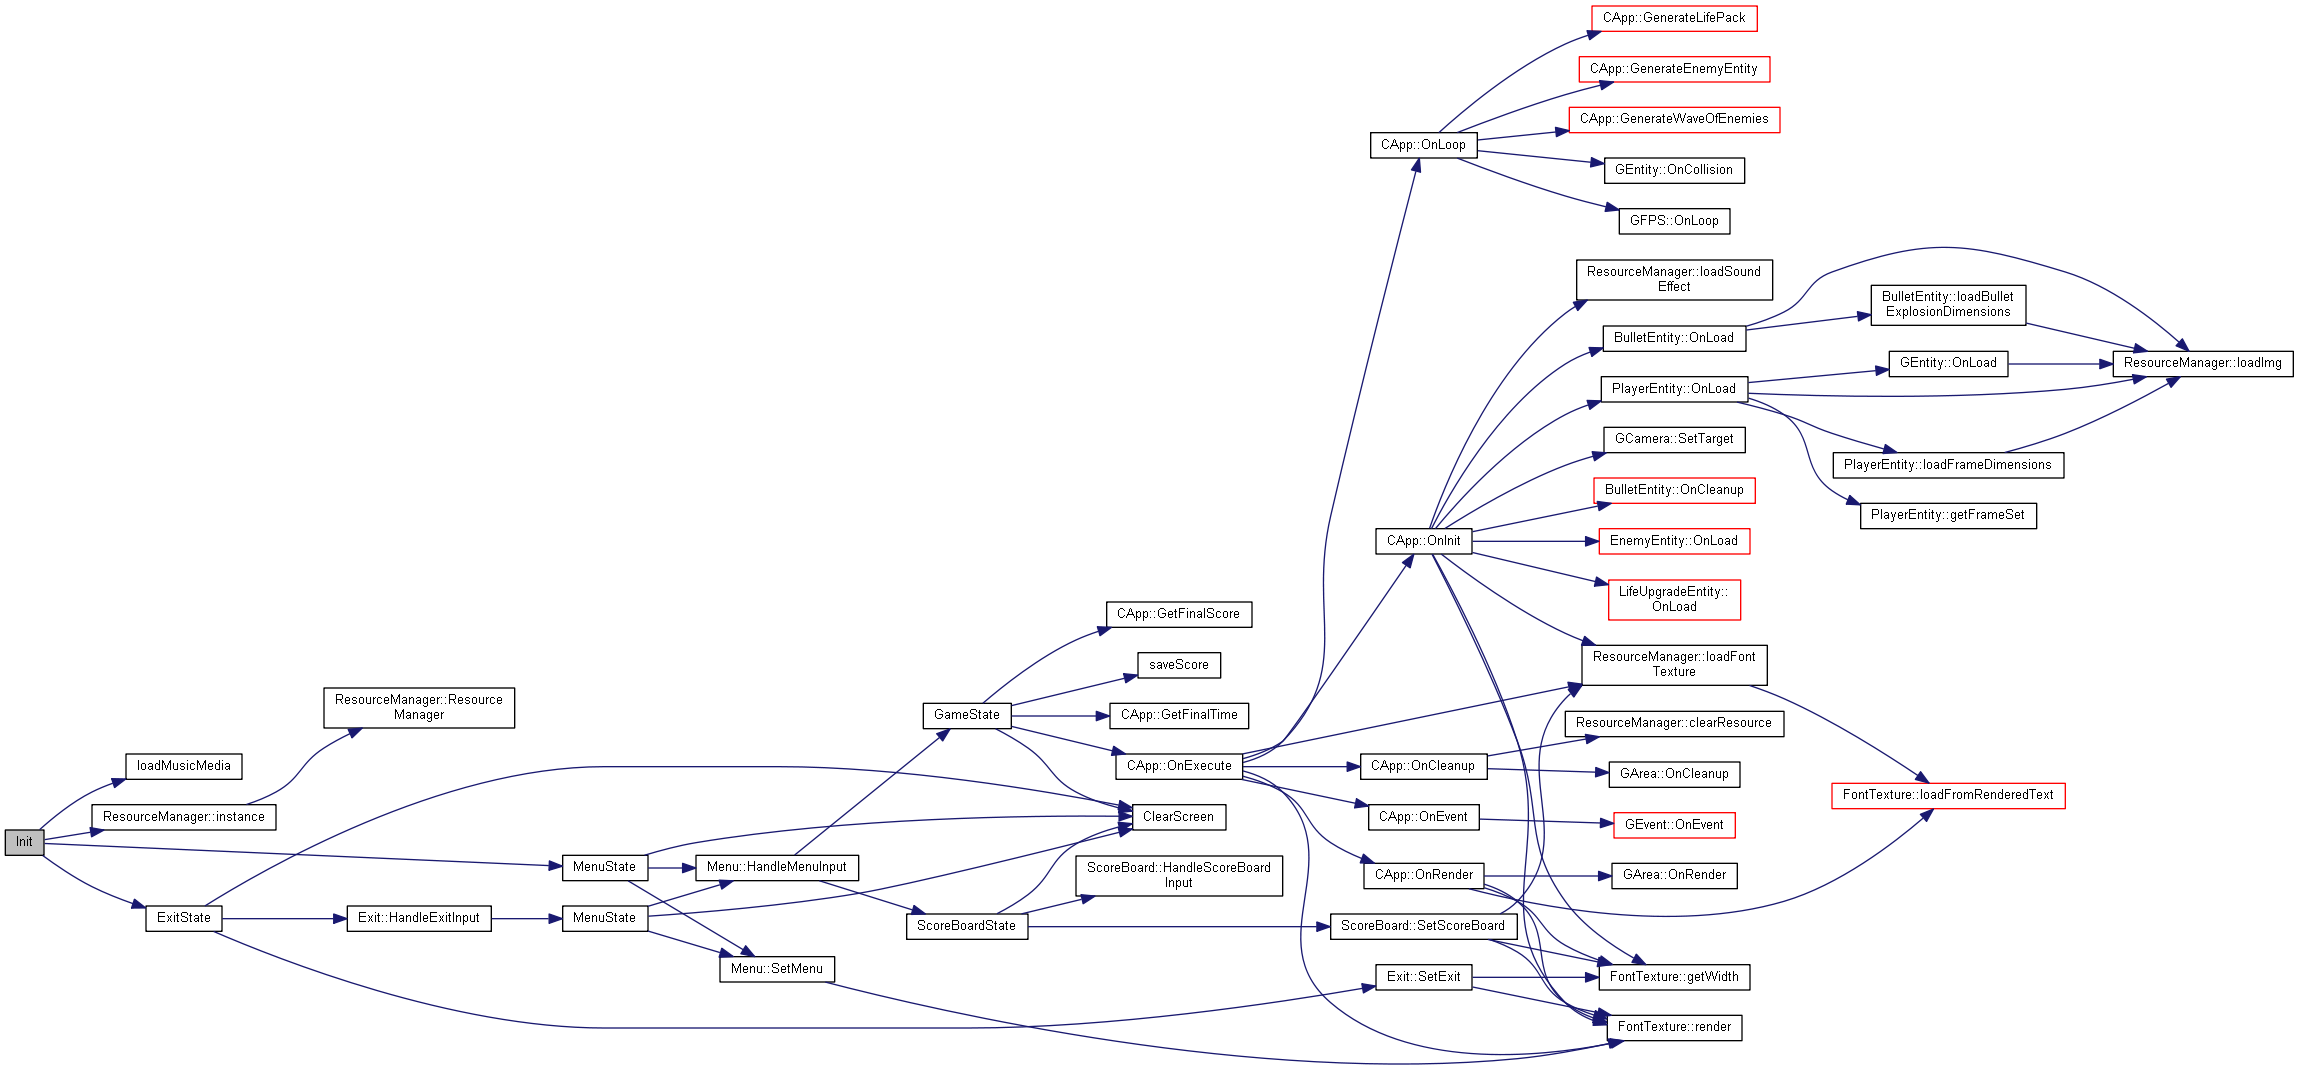 CApp::GenerateLifePack
CApp::GenerateEnemyEntity
CApp::GenerateWaveOfEnemies
CApp::OnLoop
GEntity::OnCollision
GFPS::OnLoop
ResourceManager::loadSound
Effect
BulletEntity::loadBullet
ExplosionDimensions
BulletEntity::OnLoad
GEntity::OnLoad
ResourceManager::loadImg
PlayerEntity::OnLoad
GCamera::SetTarget
PlayerEntity::loadFrameDimensions
BulletEntity::OnCleanup
PlayerEntity::getFrameSet
CApp::OnInit
EnemyEntity::OnLoad
LifeUpgradeEntity::
OnLoad
CApp::GetFinalScore
saveScore
ResourceManager::loadFont
Texture
ResourceManager::Resource
Manager
GameState
CApp::GetFinalTime
ResourceManager::clearResource
loadMusicMedia
CApp::OnExecute
CApp::OnCleanup
GArea::OnCleanup
FontTexture::loadFromRenderedText
ResourceManager::instance
ClearScreen
CApp::OnEvent
GEvent::OnEvent
Init
MenuState
Menu::HandleMenuInput
ScoreBoard::HandleScoreBoard
Input
CApp::OnRender
GArea::OnRender
ExitState
Exit::HandleExitInput
MenuState
ScoreBoardState
ScoreBoard::SetScoreBoard
Menu::SetMenu
Exit::SetExit
FontTexture::getWidth
FontTexture::render